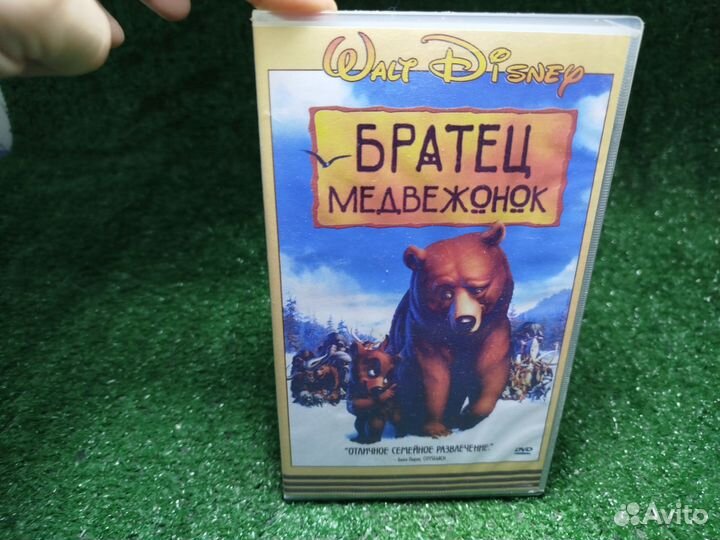 Walt Disney
БРАТЕЦ
МЕДВЕЖОНОК
"ОТЛИЧНОЕ СЕМЕЙНОЕ РАЗВЛЕЧЕНИЕ."
DVD
Avito